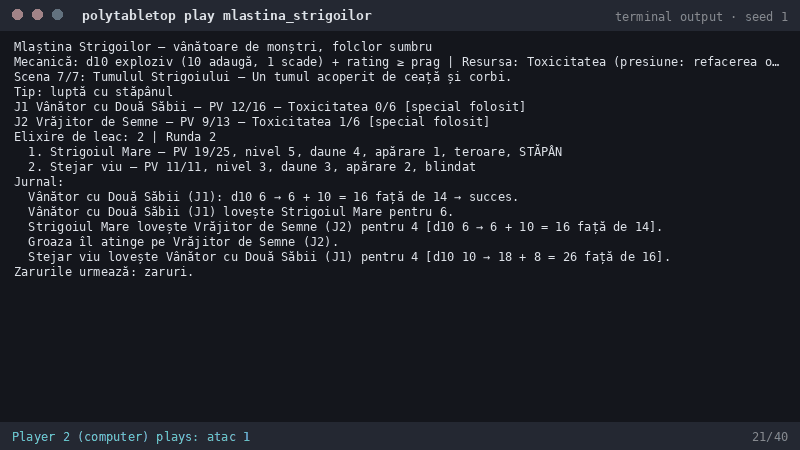 polytabletop play mlastina_strigoilor
terminal output · seed 1
Mlaștina Strigoilor — vânătoare de monștri, folclor sumbru
Mecanică: d10 exploziv (10 adaugă, 1 scade) + rating ≥ prag | Resursa: Toxicitatea (presiune: refacerea o…
Scena 7/7: Tumulul Strigoiului — Un tumul acoperit de ceață și corbi.
Tip: luptă cu stăpânul
J1 Vânător cu Două Săbii — PV 12/16 — Toxicitatea 0/6 [special folosit]
J2 Vrăjitor de Semne — PV 9/13 — Toxicitatea 1/6 [special folosit]
Elixire de leac: 2 | Runda 2
1. Strigoiul Mare — PV 19/25, nivel 5, daune 4, apărare 1, teroare, STĂPÂN
2. Stejar viu — PV 11/11, nivel 3, daune 3, apărare 2, blindat
Jurnal:
Vânător cu Două Săbii (J1): d10 6 → 6 + 10 = 16 față de 14 → succes.
Vânător cu Două Săbii (J1) lovește Strigoiul Mare pentru 6.
Strigoiul Mare lovește Vrăjitor de Semne (J2) pentru 4 [d10 6 → 6 + 10 = 16 față de 14].
Groaza îl atinge pe Vrăjitor de Semne (J2).
Stejar viu lovește Vânător cu Două Săbii (J1) pentru 4 [d10 10 → 18 + 8 = 26 față de 16].
Zarurile urmează: zaruri.
Player 2 (computer) plays: atac 1
21/40